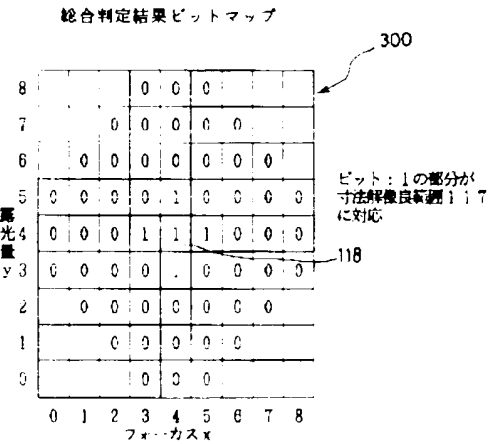 総合判定結果ビットマップ
300
8 0 0 0
7 0 0 0 0 0
6 0 0 0 0 0 0 0
5 0 0 0 0 1 0 0 0 0
4 0 0 0 1 1 1 0 0 0
3 0 0 0 0 0 0 0 0
2 0 0 0 0 0 0 0
1 0 0 0 0 0
0 0 0 0
0 1 2 3 4 5 6 7 8
露光量y
フォーカスx
ビット：1の部分が
寸法解像良範囲117
に対応
118